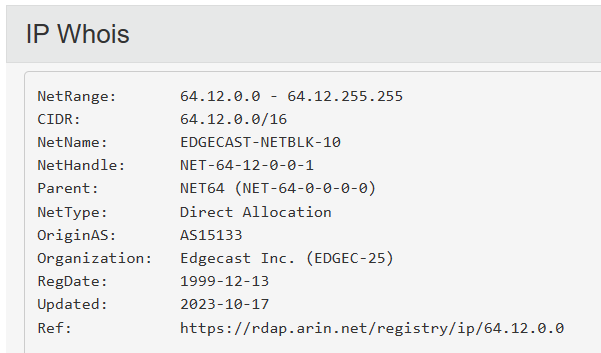 IP Whois
NetRange: 64.12.0.0 - 64.12.255.255
CIDR: 64.12.0.0/16
NetName: EDGECAST-NETBLK-10
NetHandle: NET-64-12-0-0-1
Parent: NET64 (NET-64-0-0-0-0)
NetType: Direct Allocation
OriginAS: AS15133
Organization: Edgecast Inc. (EDGEC-25)
RegDate: 1999-12-13
Updated: 2023-10-17
Ref: https://rdap.arin.net/registry/ip/64.12.0.0